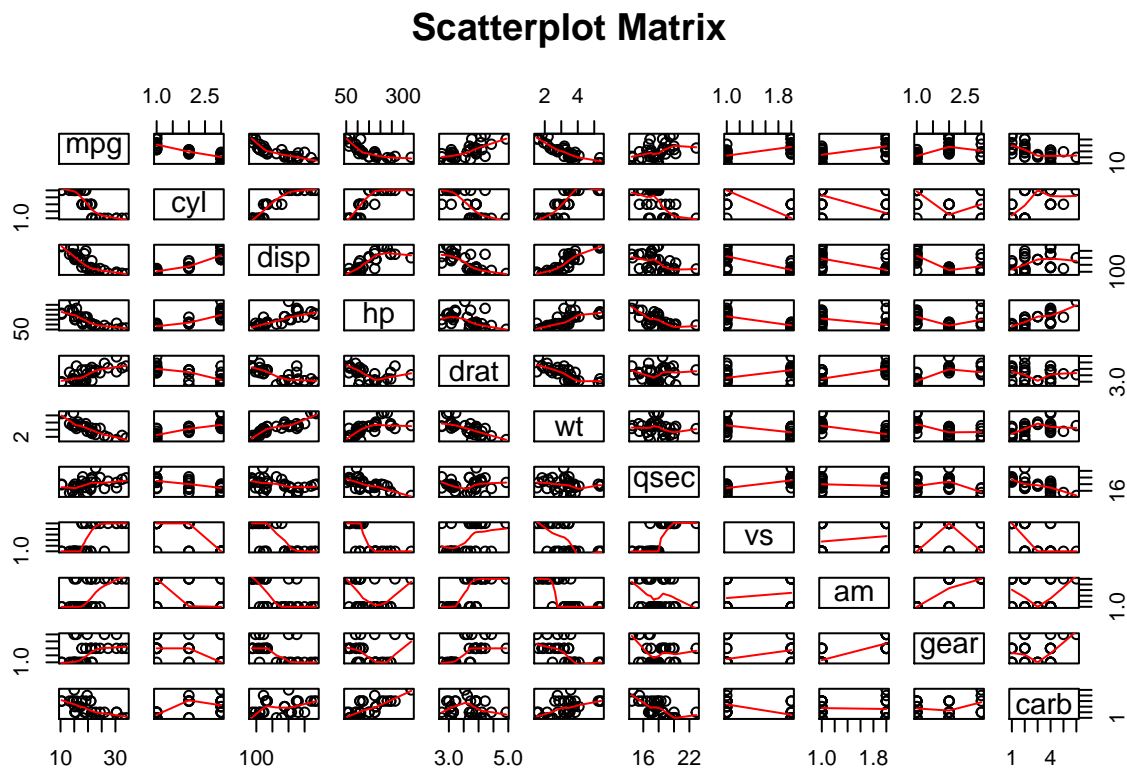 Scatterplot Matrix
1.0 2.5 50 300 2 4 1.0 1.8 1.0 2.5
mpg 10
1.0 cyl
disp 100
50 hp
drat 3.0
2 wt
qsec 16
1.0 vs
am 1.0
1.0 gear
carb 1
10 30 100 3.0 5.0 16 22 1.0 1.8 1 4